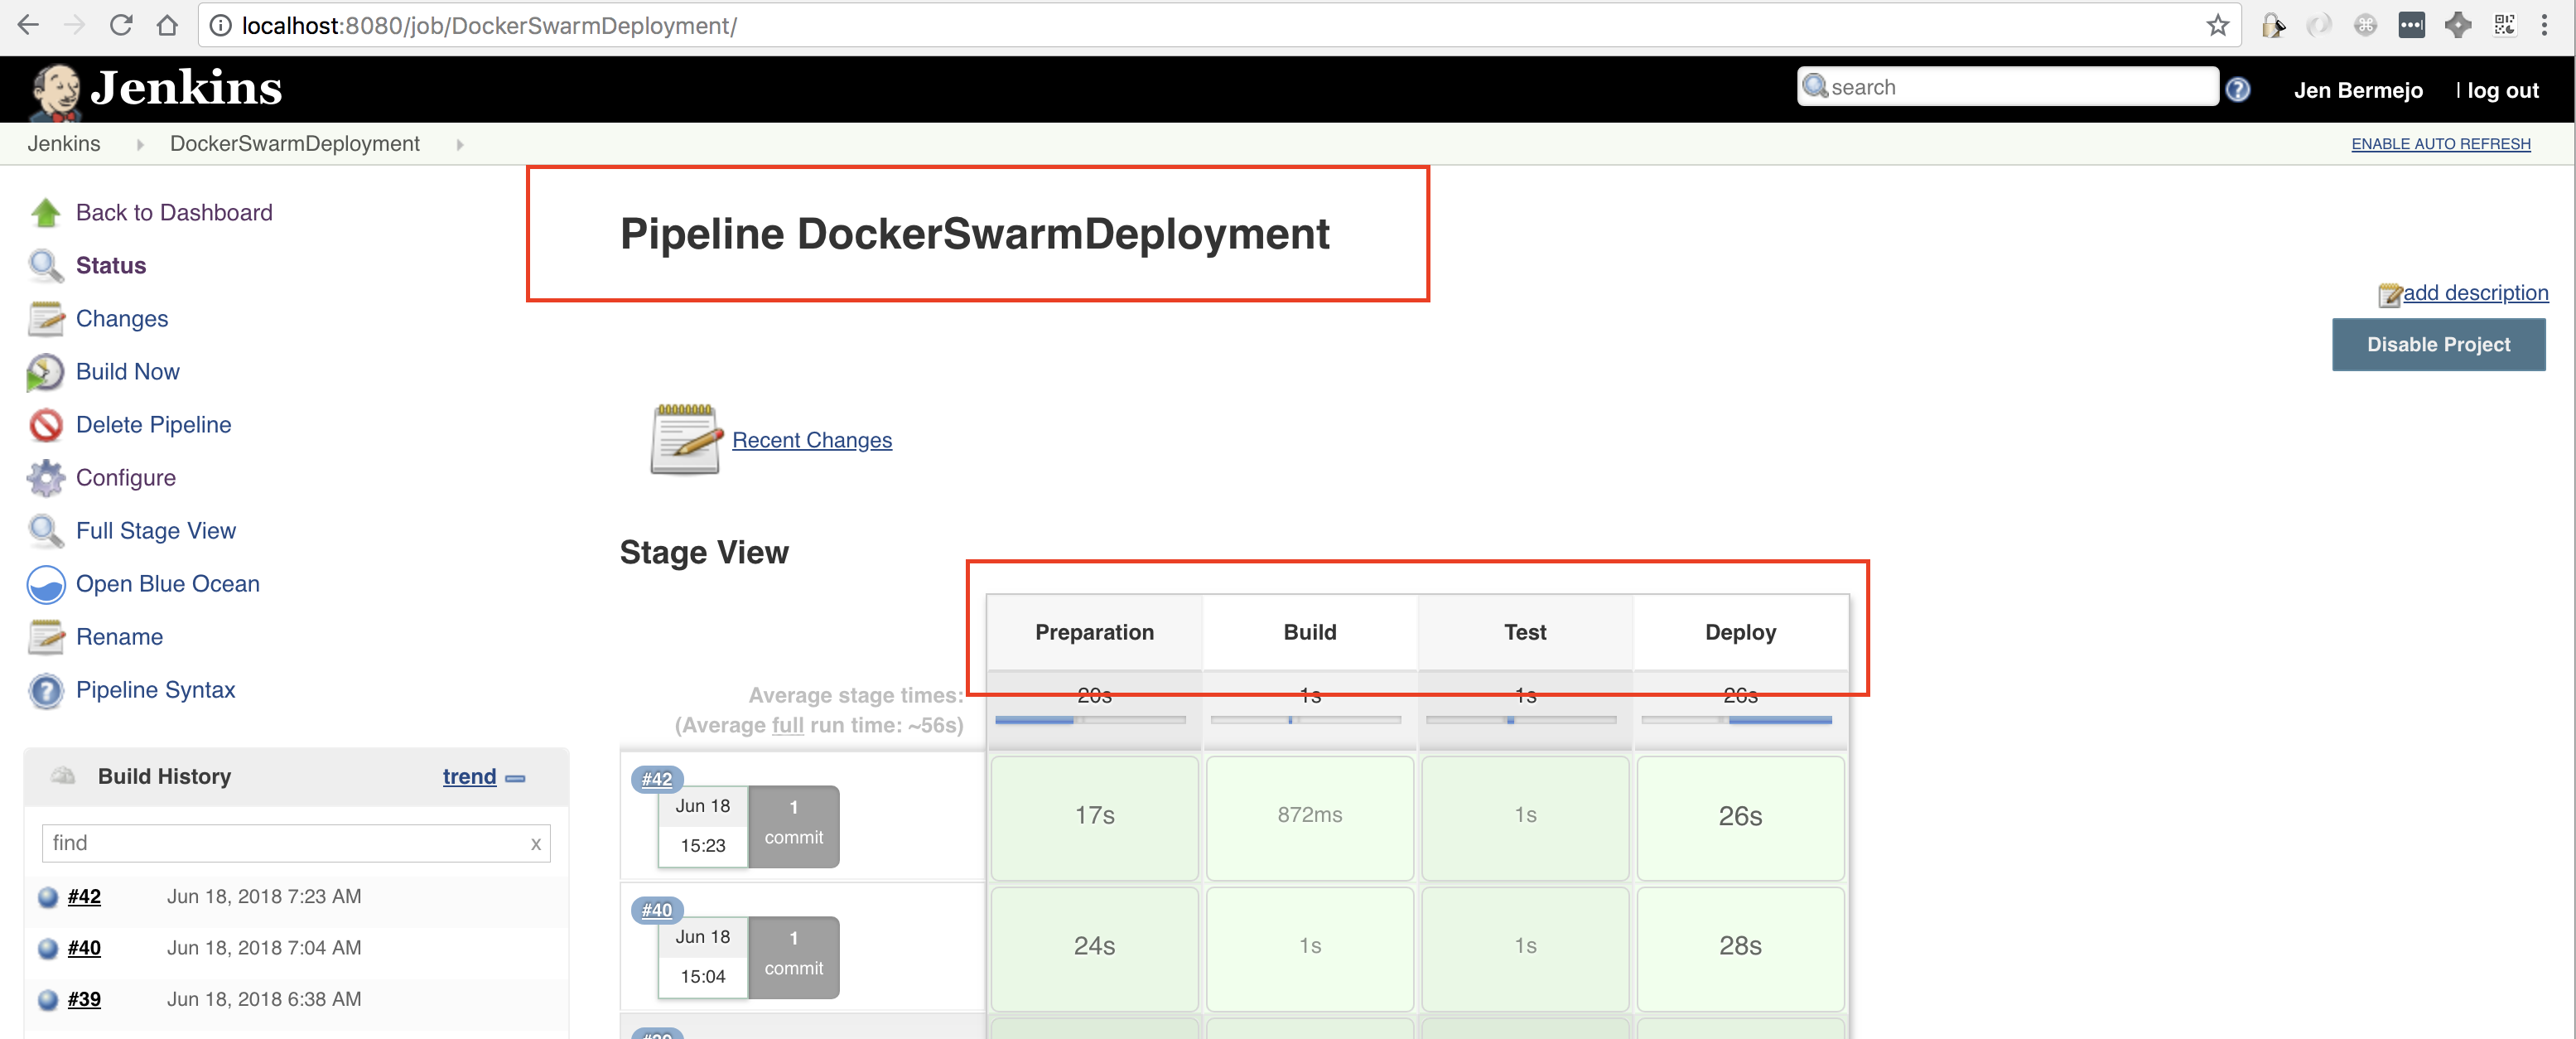 localhost:8080/job/DockerSwarmDeployment/
Jenkins
search
Jen Bermejo
| log out
Jenkins
DockerSwarmDeployment
ENABLE AUTO REFRESH
Back to Dashboard
Status
Changes
Build Now
Delete Pipeline
Configure
Full Stage View
Open Blue Ocean
Rename
Pipeline Syntax
Build History
trend
find
x
#42 Jun 18, 2018 7:23 AM
#40 Jun 18, 2018 7:04 AM
#39 Jun 18, 2018 6:38 AM
Pipeline DockerSwarmDeployment
add description
Disable Project
Recent Changes
Stage View
Preparation Build Test Deploy
Average stage times: 20s 1s 1s 26s
(Average full run time: ~56s)
#42
Jun 18 1
15:23 commit
17s 872ms 1s 26s
#40
Jun 18 1
15:04 commit
24s 1s 1s 28s